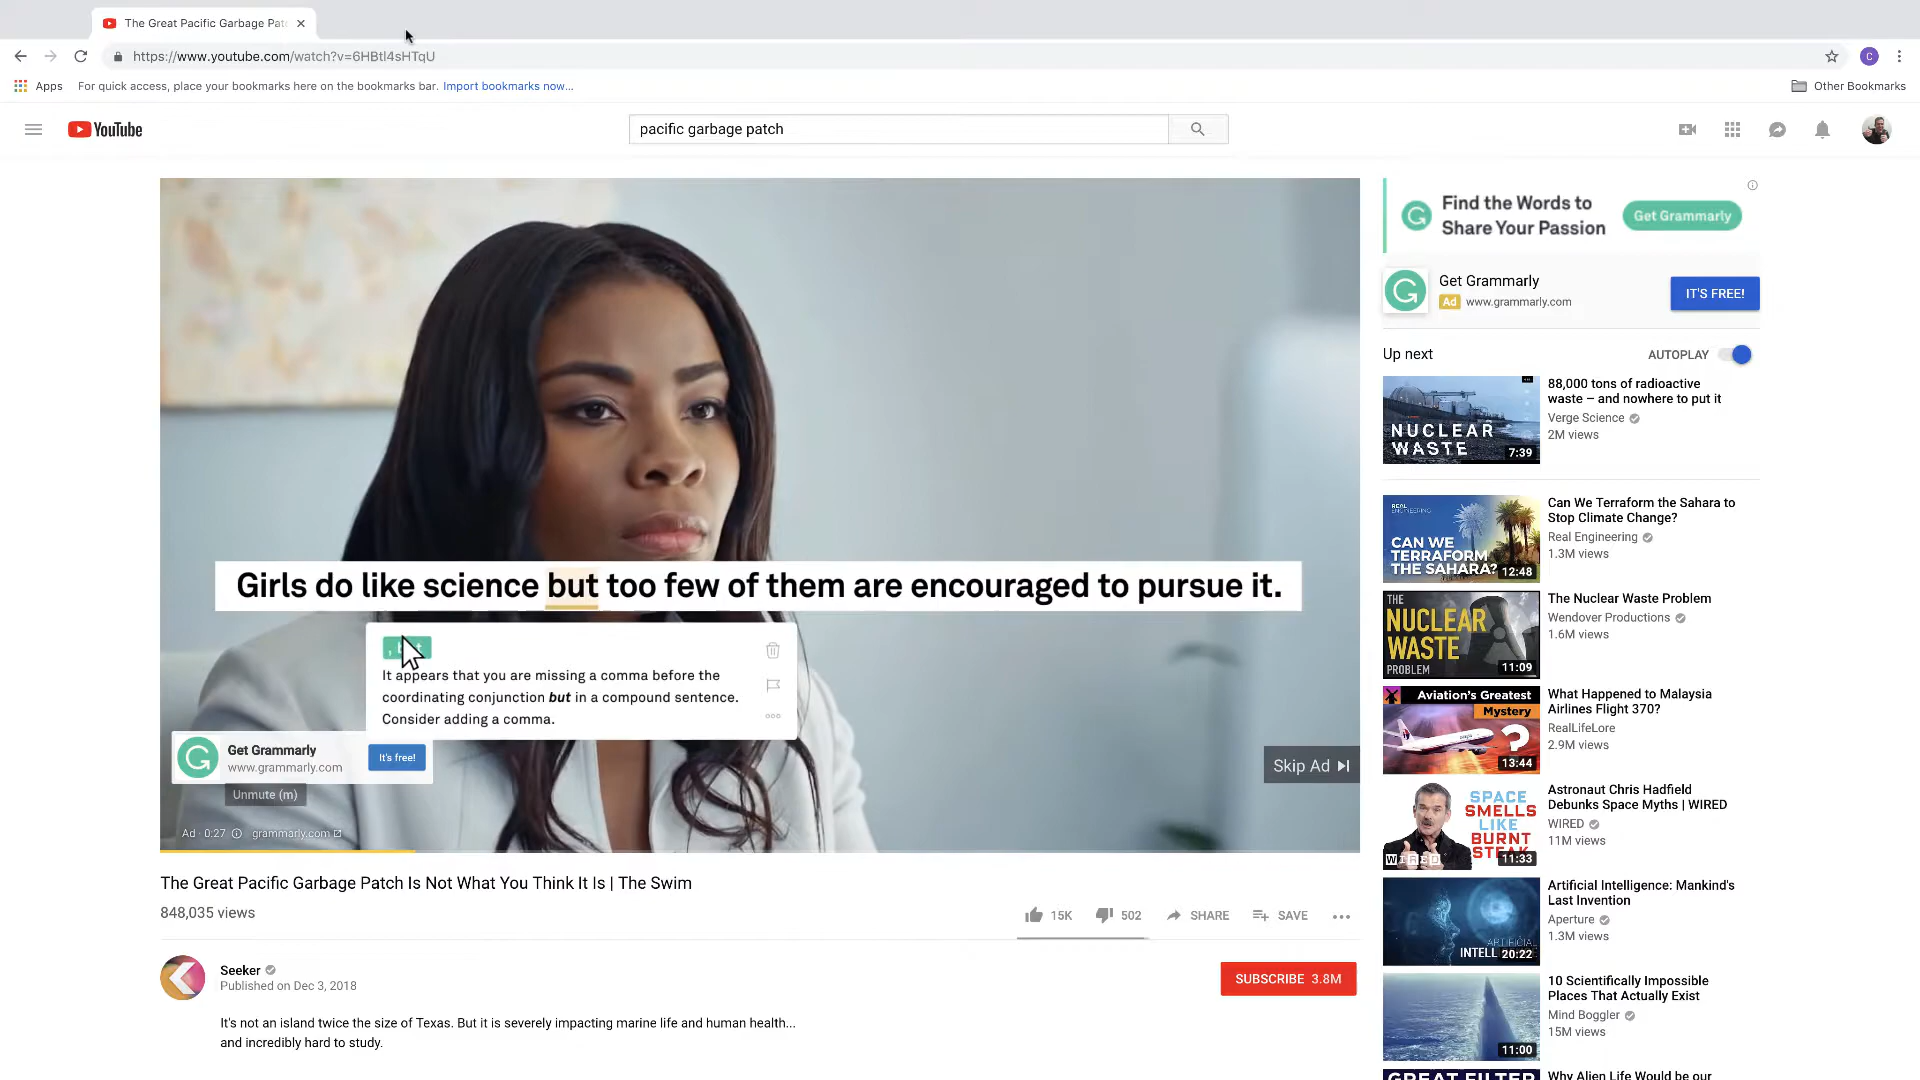 The Great Pacific Garbage Pat
https://www.youtube.com/watch?v=6HBtl4sHTqU
C
Apps
For quick access, place your bookmarks here on the bookmarks bar. Import bookmarks now...
Other Bookmarks
YouTube
pacific garbage patch
Girls do like science but too few of them are encouraged to pursue it.
It appears that you are missing a comma before the
coordinating conjunction but in a compound sentence.
Consider adding a comma.
Get Grammarly
www.grammarly.com
It's free!
Unmute (m)
Skip Ad
Ad · 0:27 grammarly.com
The Great Pacific Garbage Patch Is Not What You Think It Is | The Swim
848,035 views
15K
502
SHARE
SAVE
Seeker
Published on Dec 3, 2018
SUBSCRIBE 3.8M
It's not an island twice the size of Texas. But it is severely impacting marine life and human health...
and incredibly hard to study.
Find the Words to
Share Your Passion
Get Grammarly
Get Grammarly
Ad www.grammarly.com
IT'S FREE!
Up next
AUTOPLAY
NUCLEAR
WASTE
7:39
88,000 tons of radioactive
waste – and nowhere to put it
Verge Science
2M views
REAL
ENGINEERING
CAN WE
TERRAFORM
THE SAHARA?
12:48
Can We Terraform the Sahara to
Stop Climate Change?
Real Engineering
1.3M views
THE
NUCLEAR
WASTE
PROBLEM
11:09
The Nuclear Waste Problem
Wendover Productions
1.6M views
Aviation's Greatest
Mystery
?
13:44
What Happened to Malaysia
Airlines Flight 370?
RealLifeLore
2.9M views
SPACE
SMELLS
LIKE
BURNT
STEAK
WIRED
11:33
Astronaut Chris Hadfield
Debunks Space Myths | WIRED
WIRED
11M views
ARTIFICIAL
INTELL
20:22
Artificial Intelligence: Mankind's
Last Invention
Aperture
1.3M views
11:00
10 Scientifically Impossible
Places That Actually Exist
Mind Boggler
15M views
GREAT FILTER
Why Alien Life Would be our